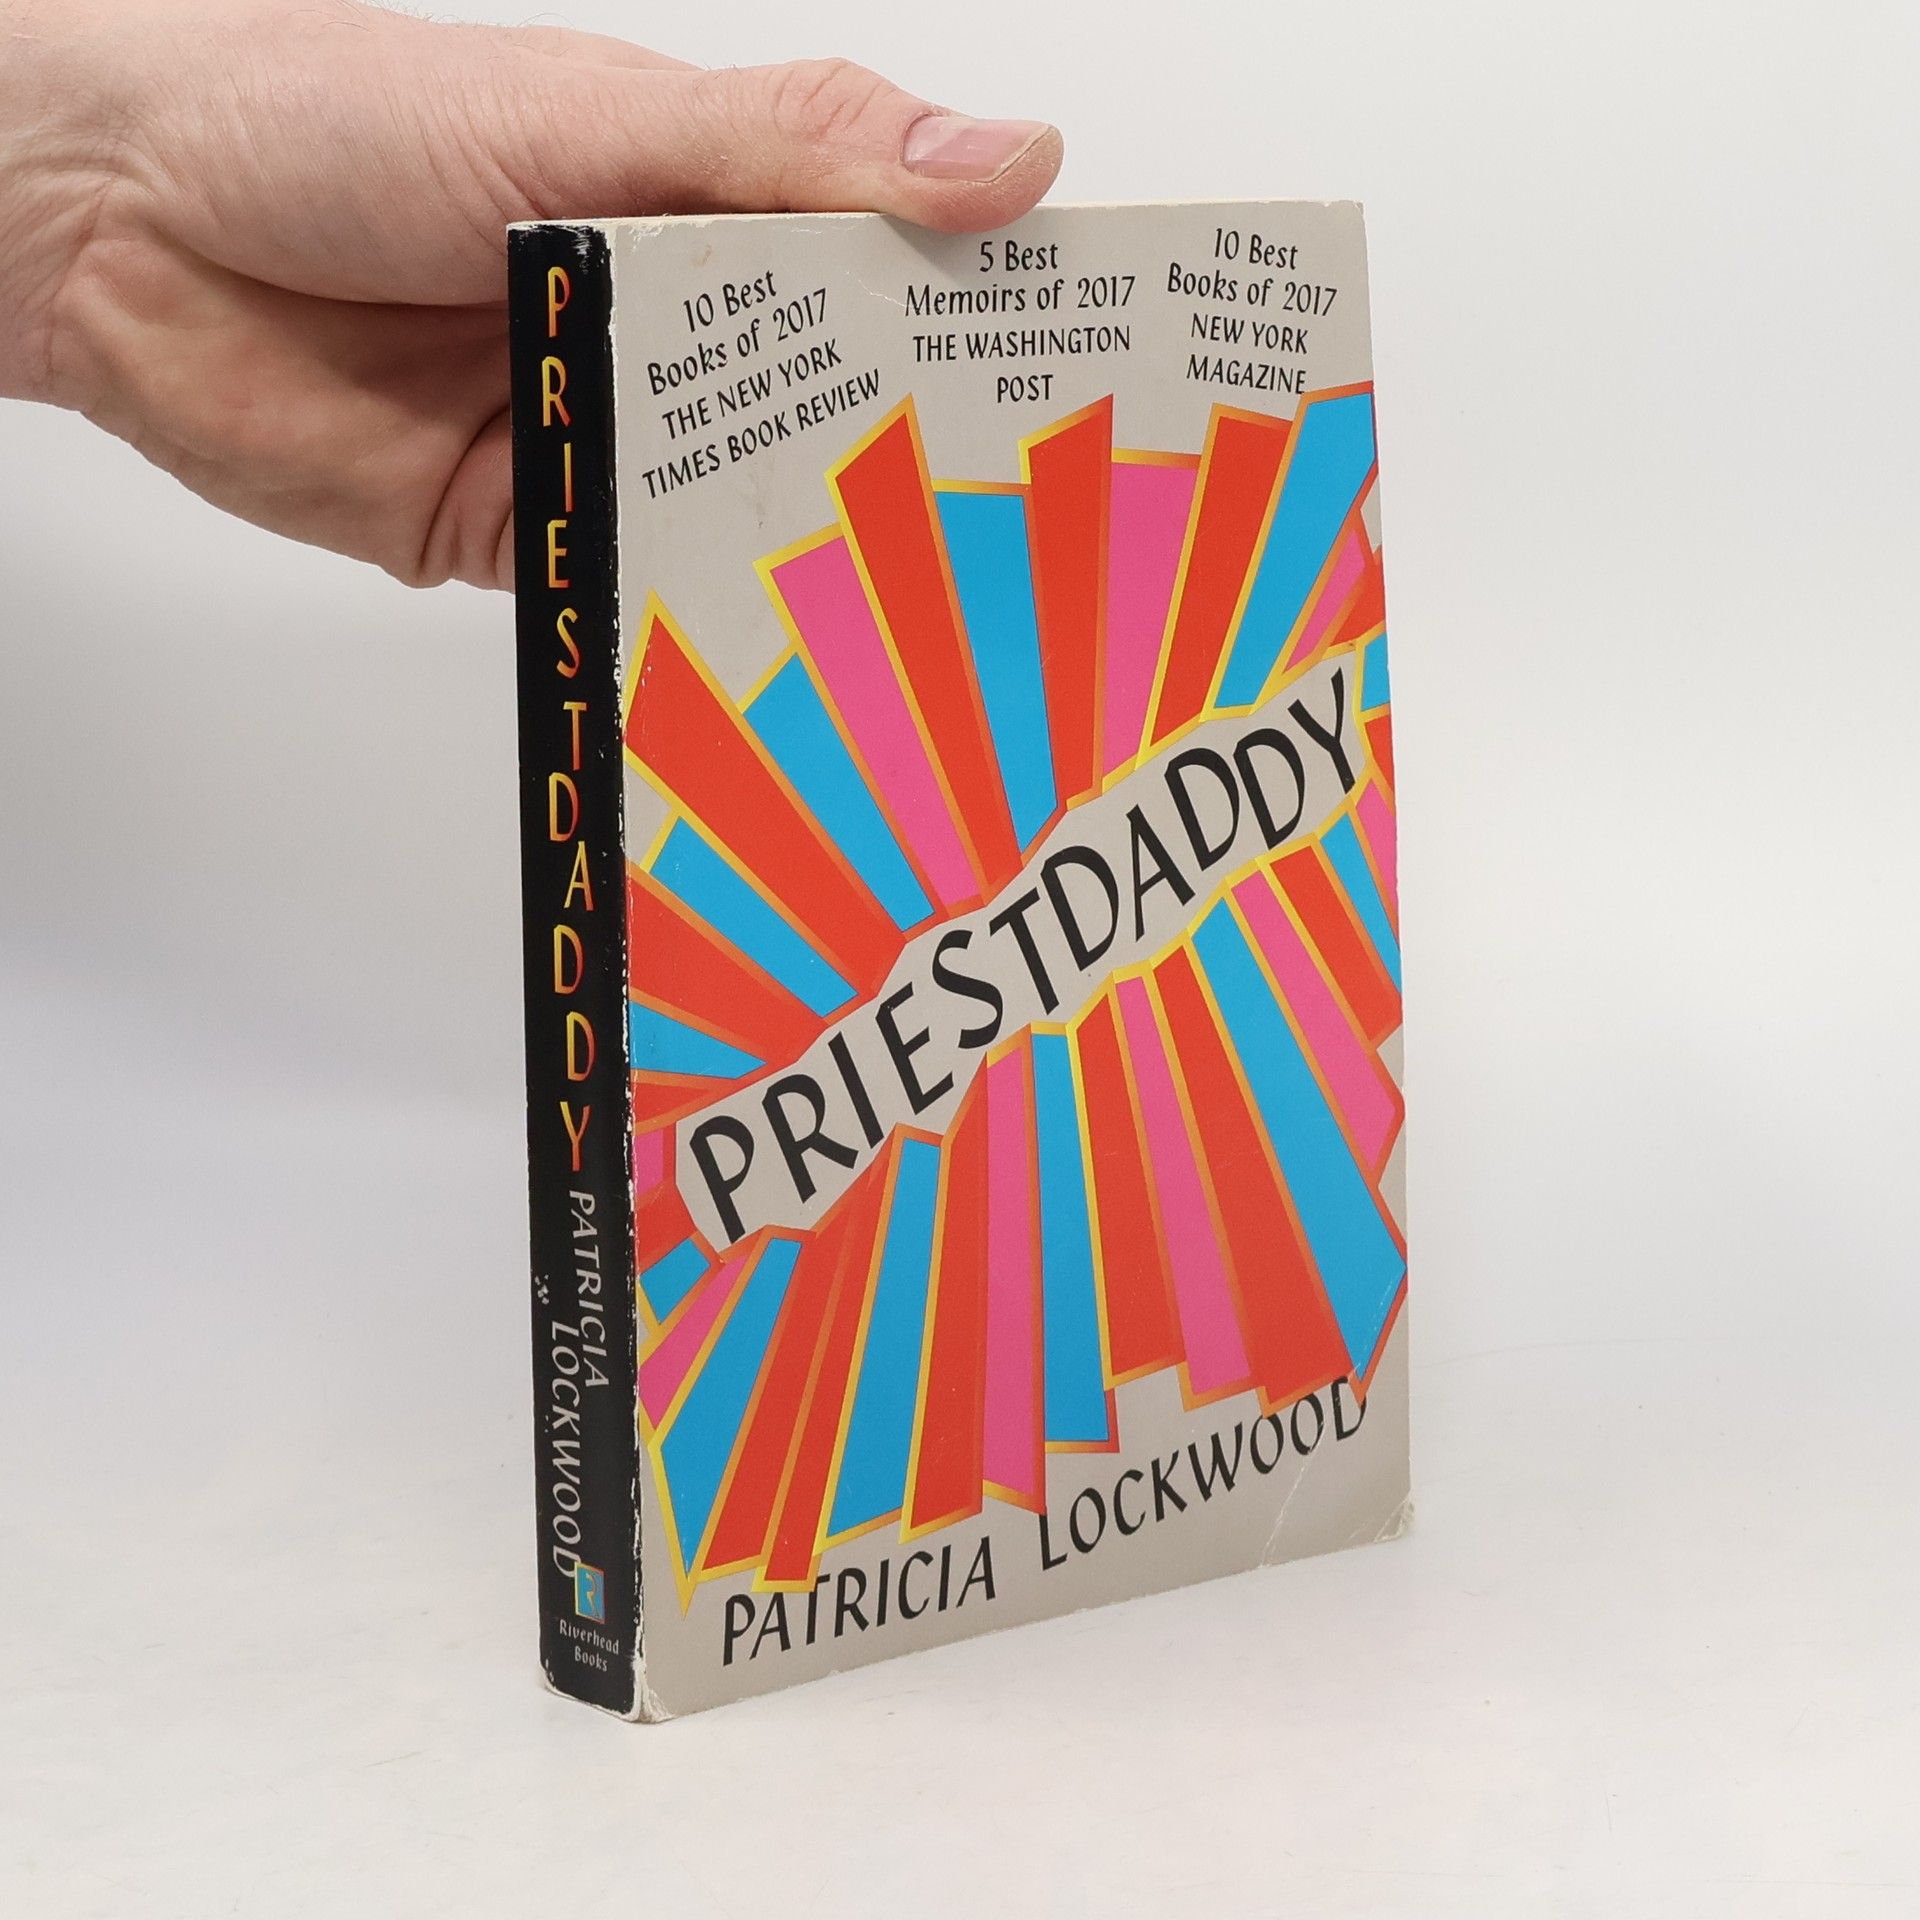 PRIESTDADDY
PATRICIA
LOCKWOOD
R
Riverhead
Books
10 Best
Books of 2017
THE NEW YORK
TIMES BOOK REVIEW
5 Best
Memoirs of 2017
THE WASHINGTON
POST
10 Best
Books of 2017
NEW YORK
MAGAZINE
PRIESTDADDY
PATRICIA LOCKWOOD